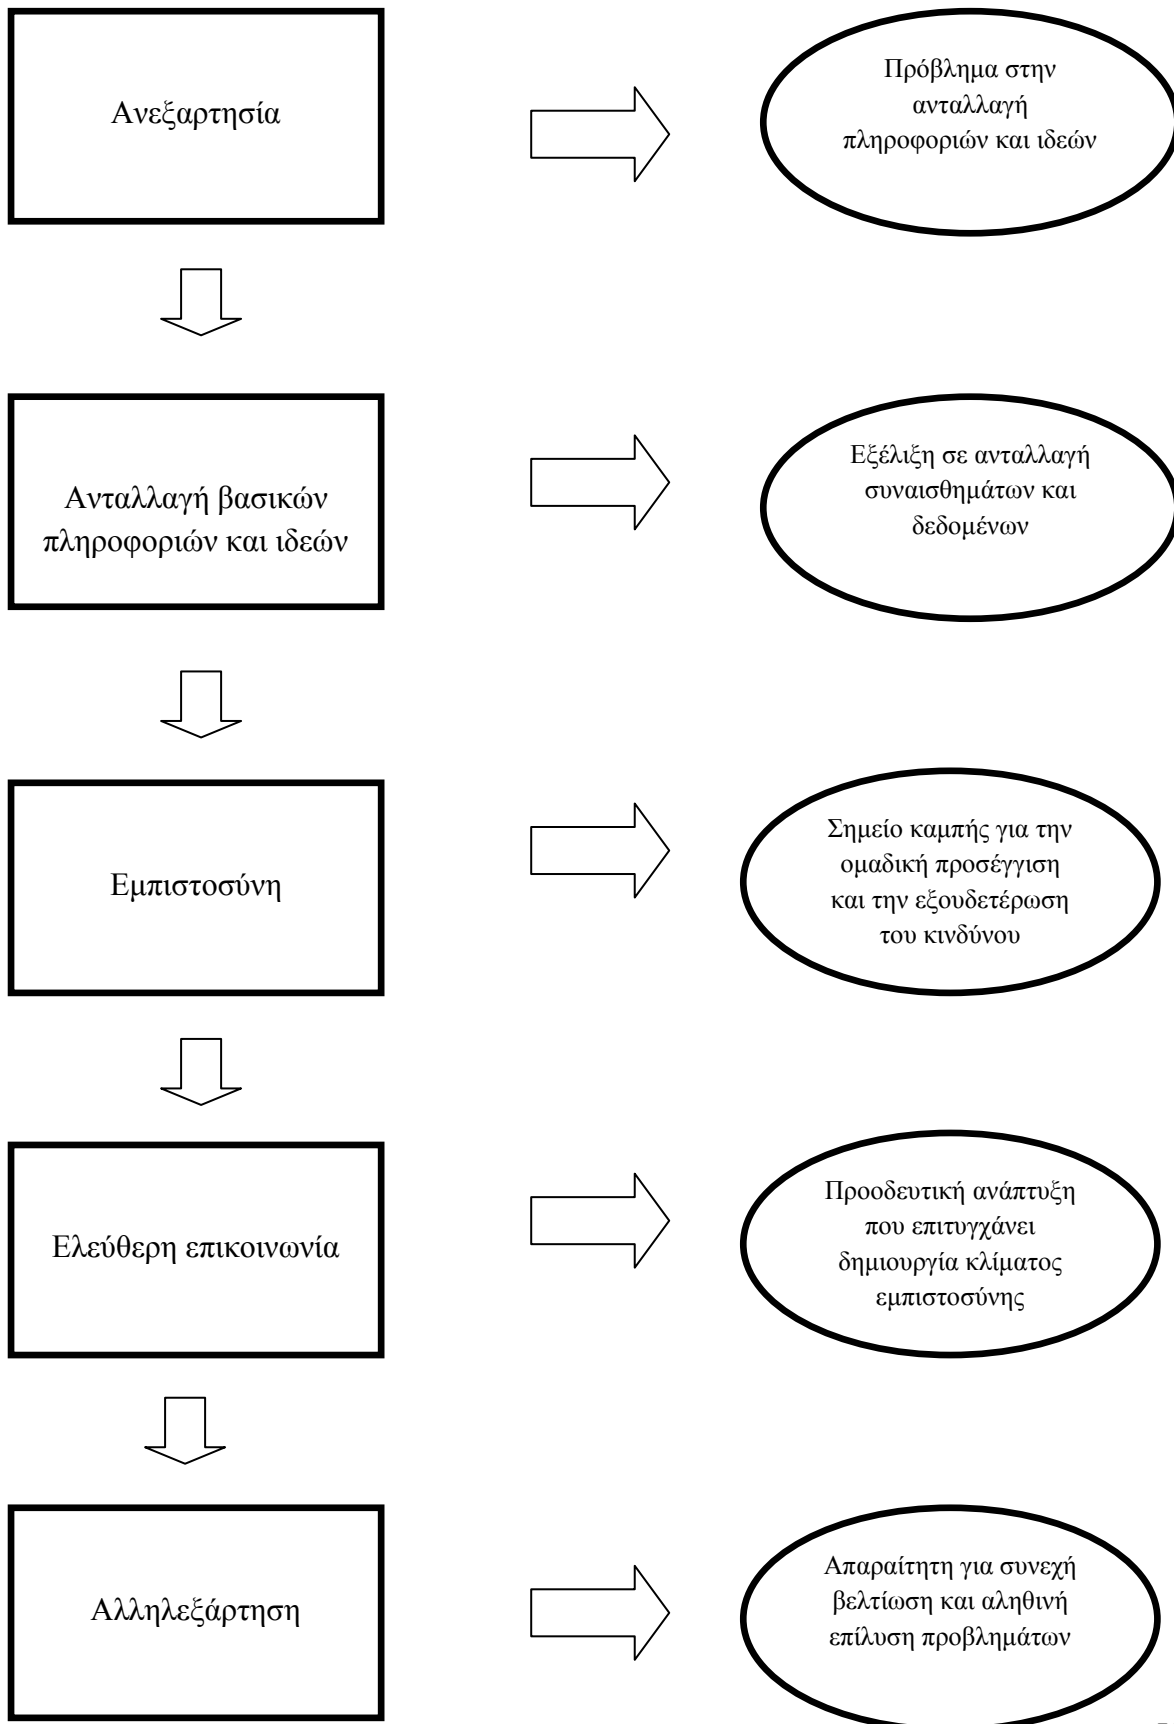 Ανεξαρτησία
Πρόβλημα στην
ανταλλαγή
πληροφοριών και ιδεών
Ανταλλαγή βασικών
πληροφοριών και ιδεών
Εξέλιξη σε ανταλλαγή
συναισθημάτων και
δεδομένων
Εμπιστοσύνη
Σημείο καμπής για την
ομαδική προσέγγιση
και την εξουδετέρωση
του κινδύνου
Ελεύθερη επικοινωνία
Προοδευτική ανάπτυξη
που επιτυγχάνει
δημιουργία κλίματος
εμπιστοσύνης
Αλληλεξάρτηση
Απαραίτητη για συνεχή
βελτίωση και αληθινή
επίλυση προβλημάτων